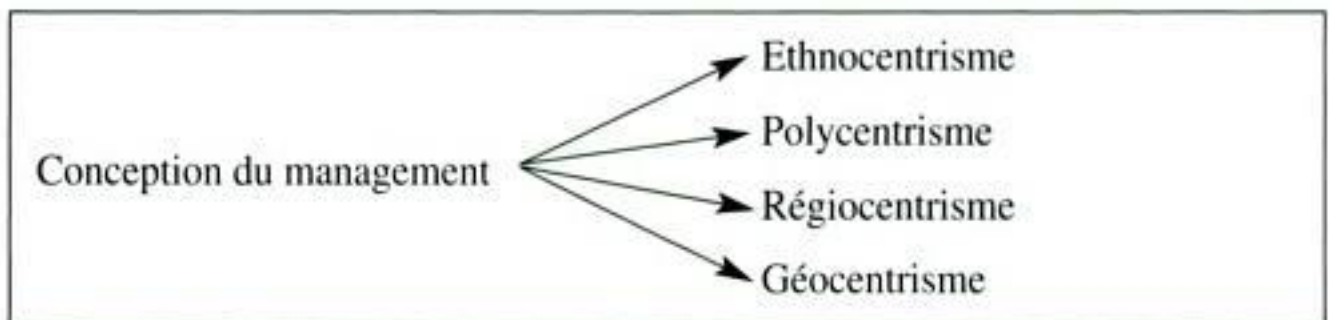 Ethnocentrisme
Polycentrisme
Conception du management
Régiocentrisme
Géocentrisme